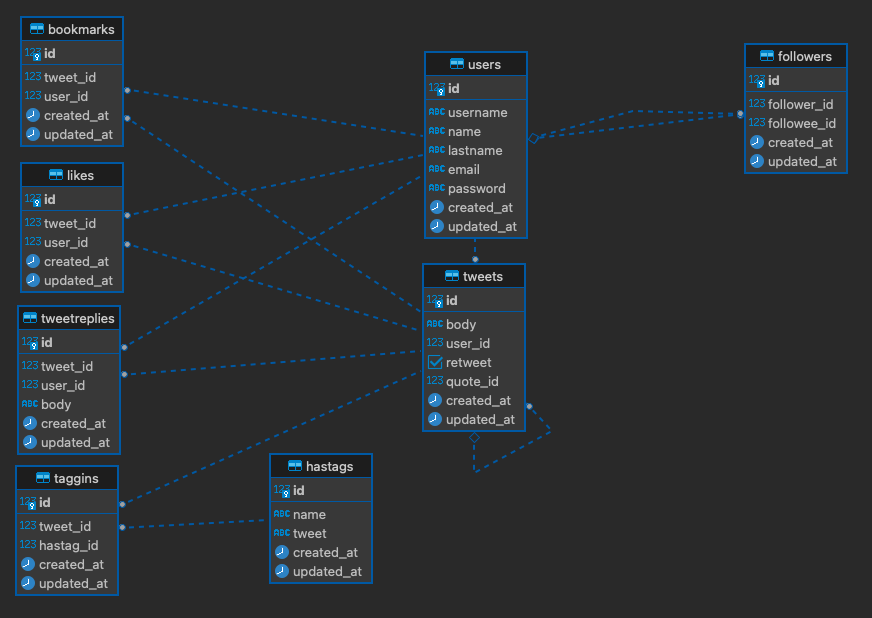 bookmarks
123 id
123 tweet_id
123 user_id
created_at
updated_at
likes
123 id
123 tweet_id
123 user_id
created_at
updated_at
tweetreplies
123 id
123 tweet_id
123 user_id
ABC body
created_at
updated_at
taggins
123 id
123 tweet_id
123 hastag_id
created_at
updated_at
hastags
123 id
ABC name
ABC tweet
created_at
updated_at
users
123 id
ABC username
ABC name
ABC lastname
ABC email
ABC password
created_at
updated_at
tweets
123 id
ABC body
123 user_id
retweet
123 quote_id
created_at
updated_at
followers
123 id
123 follower_id
123 followee_id
created_at
updated_at